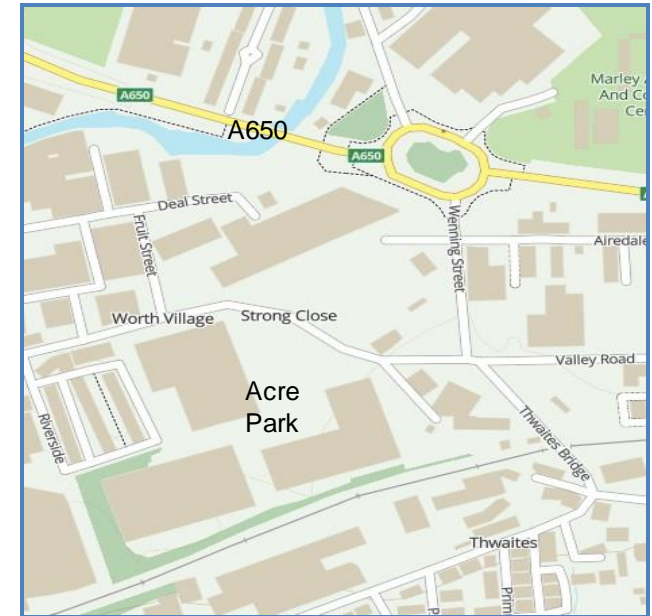 Marley
And Co
Ce
A650
A650
A650
Deal Street
Fruit Street
Wenning Street
Airedale
Worth Village
Strong Close
Valley Road
Acre
Park
Riverside
Thwaites Bridge
Thwaites
Prim